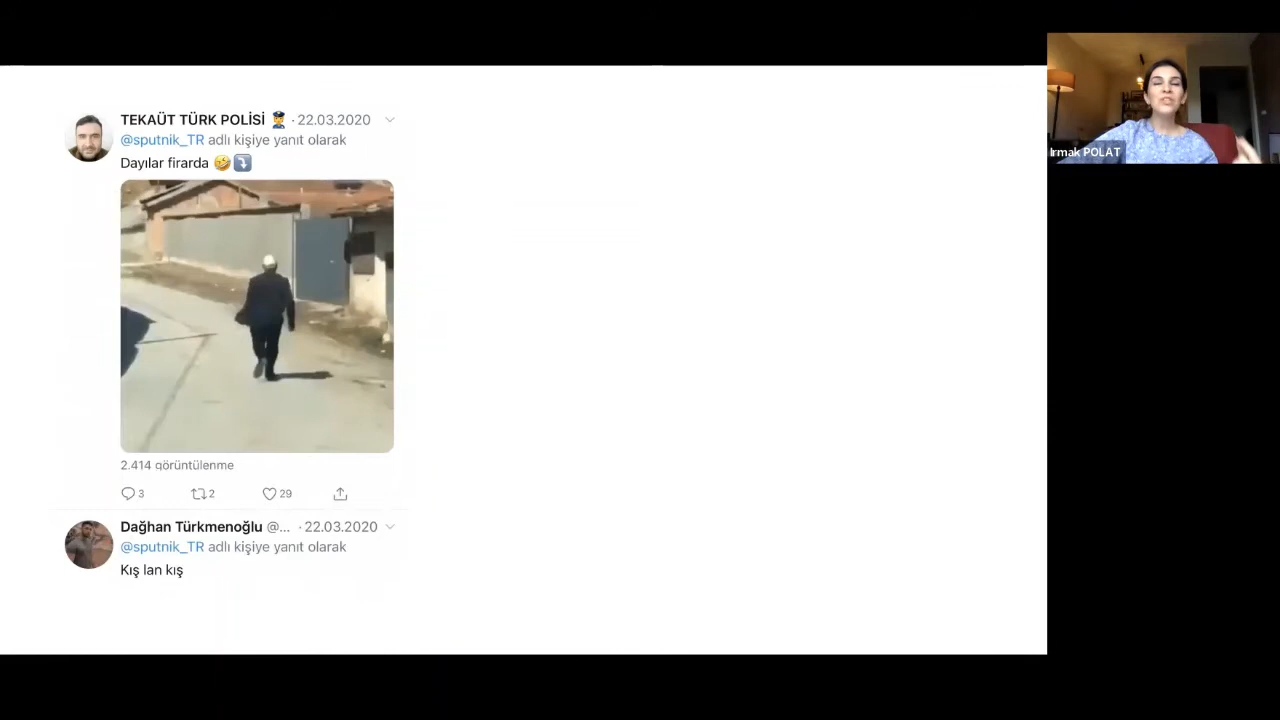 TEKAÜT TÜRK POLİSİ 👮 · 22.03.2020
@sputnik_TR adlı kişiye yanıt olarak
Dayılar firarda 🤣⤵️
2.414 görüntülenme
3 2 29
Dağhan Türkmenoğlu @... · 22.03.2020
@sputnik_TR adlı kişiye yanıt olarak
Kış lan kış
Irmak POLAT